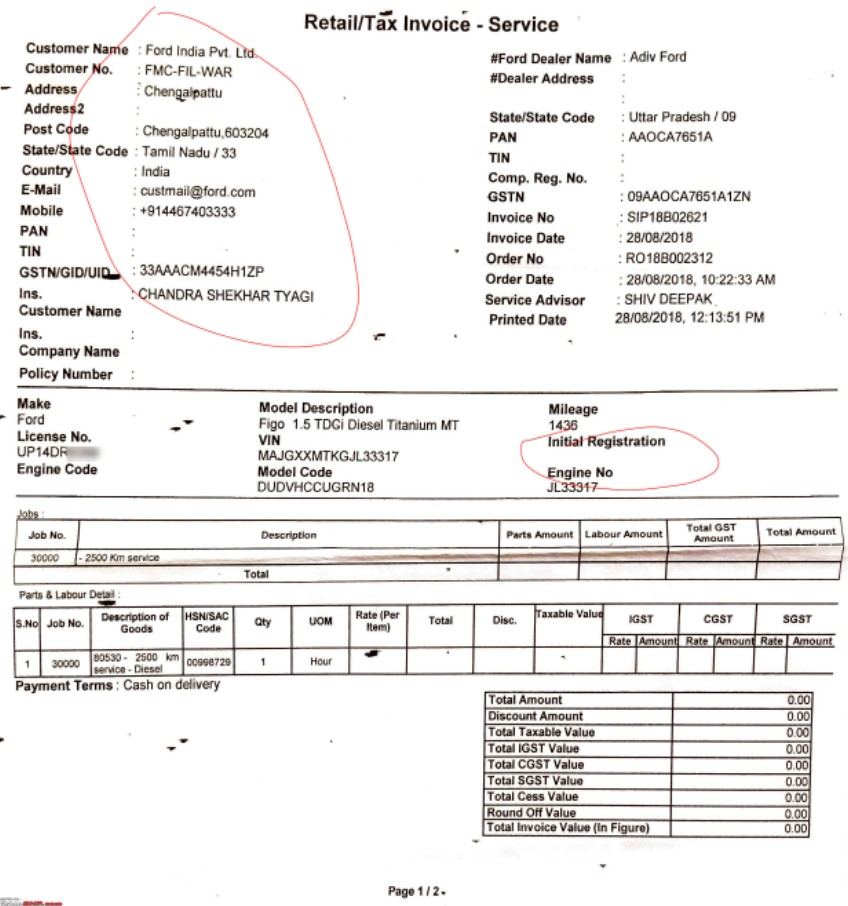 Retail/Tax Invoice - Service
Customer Name : Ford India Pvt. Ltd.
Customer No. : FMC-FIL-WAR
Address : Chengalpattu
Address2 :
Post Code : Chengalpattu,603204
State/State Code : Tamil Nadu / 33
Country : India
E-Mail : custmail@ford.com
Mobile : +914467403333
PAN :
TIN :
GSTN/GID/UID : 33AAACM4454H1ZP
Ins. : CHANDRA SHEKHAR TYAGI
Customer Name
Ins. :
Company Name
Policy Number :
#Ford Dealer Name : Adiv Ford
#Dealer Address :
:
State/State Code : Uttar Pradesh / 09
PAN : AAOCA7651A
TIN :
Comp. Reg. No. :
GSTN : 09AAOCA7651A1ZN
Invoice No : SIP18B02621
Invoice Date : 28/08/2018
Order No : RO18B002312
Order Date : 28/08/2018, 10:22:33 AM
Service Advisor : SHIV DEEPAK
Printed Date 28/08/2018, 12:13:51 PM
Make
Ford
License No.
UP14DR
Engine Code
Model Description
Figo 1.5 TDCi Diesel Titanium MT
VIN
MAJGXXMTKGJL33317
Model Code
DUDVHCCUGRN18
Mileage
1436
Initial Registration
Engine No
JL33317
Jobs :
Job No. Description Parts Amount Labour Amount Total GST Amount Total Amount
30000 - 2500 Km service
Total
Parts & Labour Detail :
S.No Job No. Description of Goods HSN/SAC Code Qty UOM Rate (Per Item) Total Disc. Taxable Value IGST CGST SGST
Rate Amount Rate Amount Rate Amount
1 30000 80530 - 2500 km service - Diesel 00998729 1 Hour
Payment Terms : Cash on delivery
Total Amount 0.00
Discount Amount 0.00
Total Taxable Value 0.00
Total IGST Value 0.00
Total CGST Value 0.00
Total SGST Value 0.00
Total Cess Value 0.00
Round Off Value 0.00
Total Invoice Value (In Figure) 0.00
Page 1 / 2